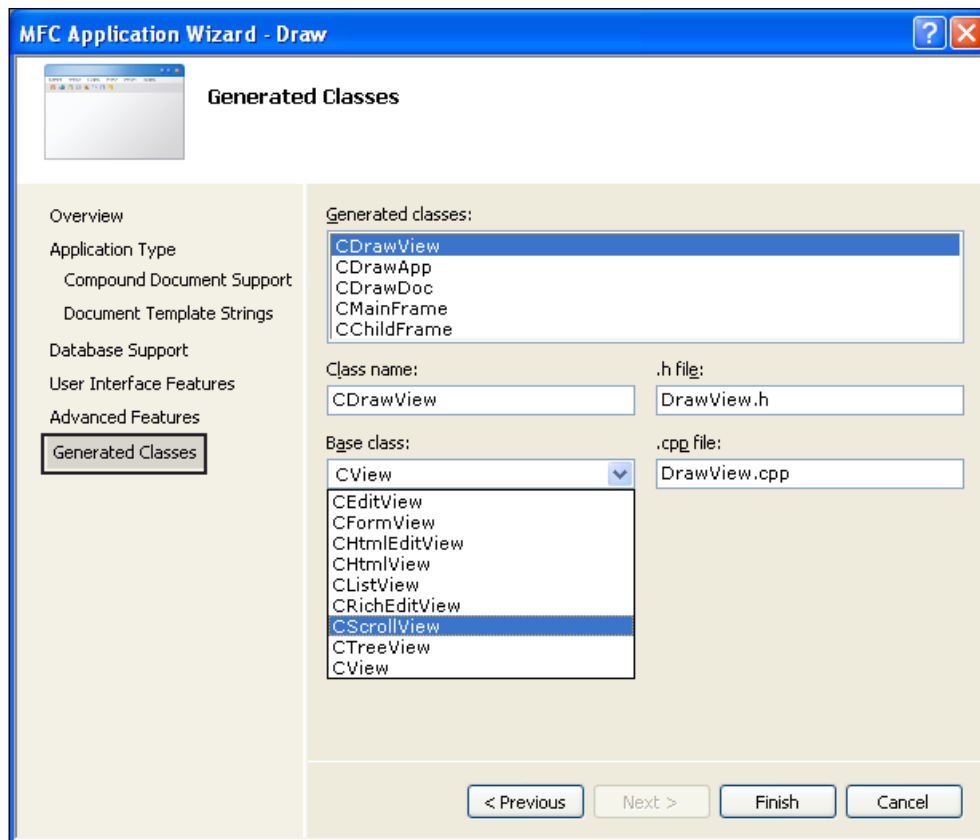 MFC Application Wizard - Draw
Generated Classes
Overview
Application Type
Compound Document Support
Document Template Strings
Database Support
User Interface Features
Advanced Features
Generated Classes
Generated classes:
CDrawView
CDrawApp
CDrawDoc
CMainFrame
CChildFrame
Class name:
CDrawView
.h file:
DrawView.h
Base class:
CView
.cpp file:
DrawView.cpp
CEditView
CFormView
CHtmlEditView
CHtmlView
CListView
CRichEditView
CScrollView
CTreeView
CView
< Previous
Next >
Finish
Cancel